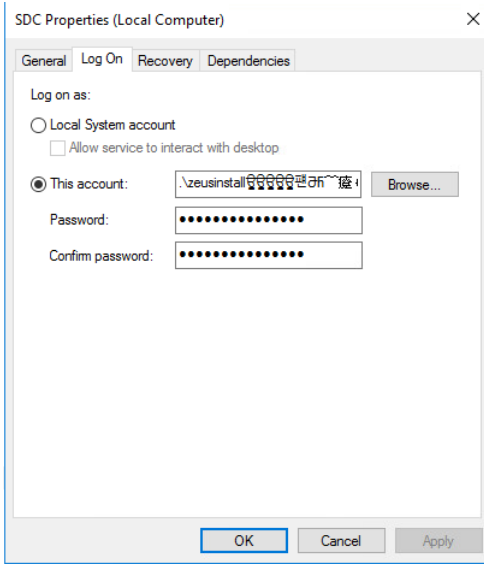 SDC Properties (Local Computer)
General Log On Recovery Dependencies
Log on as:
Local System account
Allow service to interact with desktop
This account:
.\zeusinstall
Browse...
Password:
●●●●●●●●●●●●●●●
Confirm password:
●●●●●●●●●●●●●●●
OK Cancel Apply